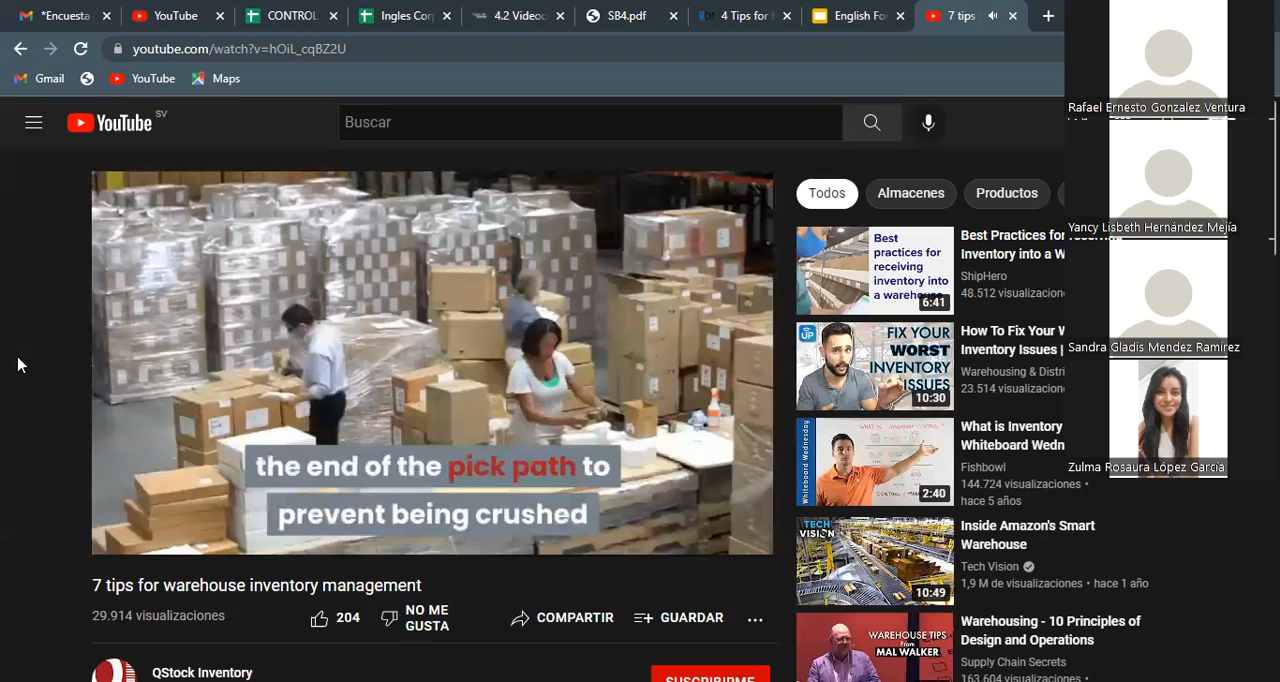 *Encuesta
YouTube
CONTROL
Ingles Cor
4.2 Videoc
SB4.pdf
4 Tips for
English Fo
7 tips
youtube.com/watch?v=hOiL_cqBZ2U
Gmail
YouTube
Maps
YouTube SV
Buscar
the end of the pick path to
prevent being crushed
7 tips for warehouse inventory management
29.914 visualizaciones
204
NO ME
GUSTA
COMPARTIR
GUARDAR
QStock Inventory
SUSCRIBIRME
Todos
Almacenes
Productos
Best
practices for
receiving
inventory into
a warehouse
6:41
Best Practices for
Inventory into a W
ShipHero
48.512 visualizacion
UP
FIX YOUR
WORST
INVENTORY
ISSUES
10:30
How To Fix Your W
Inventory Issues |
Warehousing & Distri
23.514 visualizacion
Whiteboard Wednesday
2:40
What is Inventory
Whiteboard Wedn
Fishbowl
144.724 visualizaciones •
hace 5 años
TECH
VISION
10:49
Inside Amazon's Smart
Warehouse
Tech Vision
1,9 M de visualizaciones • hace 1 año
WAREHOUSE TIPS
From
MAL WALKER
Warehousing - 10 Principles of
Design and Operations
Supply Chain Secrets
163.604 visualizaciones •
Rafael Ernesto Gonzalez Ventura
Yancy Lisbeth Hernández Mejía
Sandra Gladis Mendez Ramirez
Zulma Rosaura López García